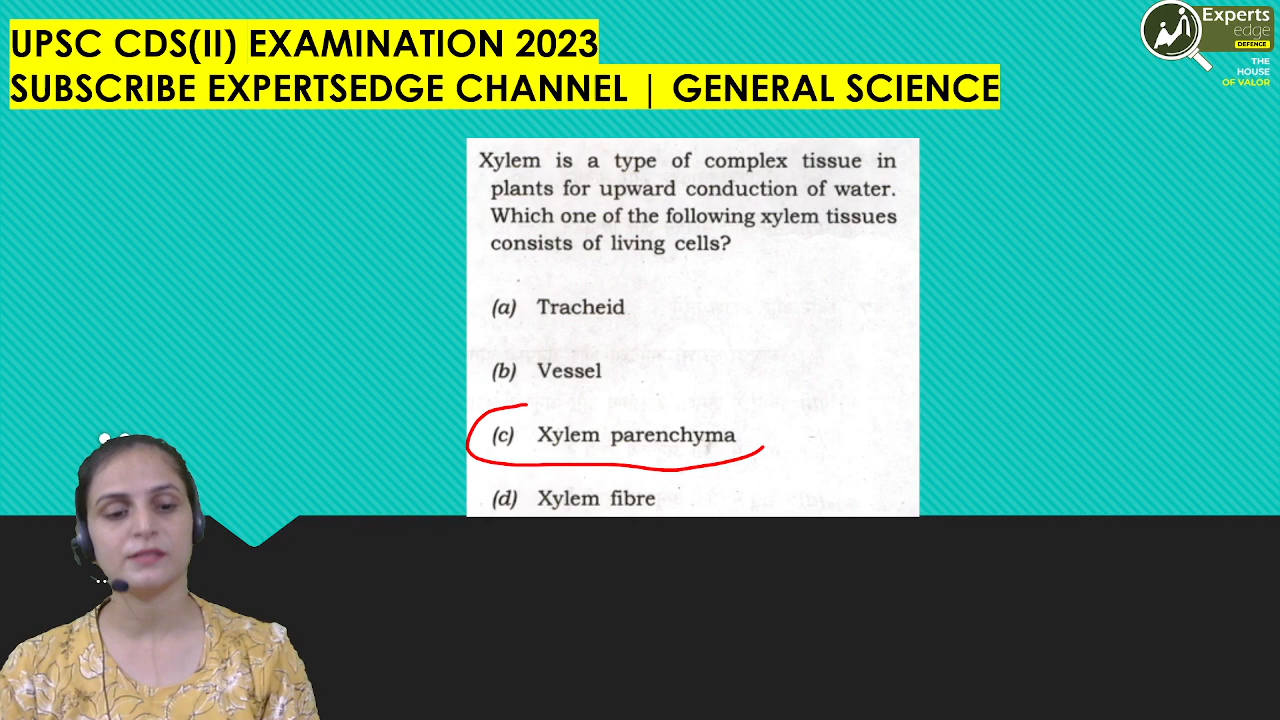 UPSC CDS(II) EXAMINATION 2023
SUBSCRIBE EXPERTSEDGE CHANNEL | GENERAL SCIENCE
Experts
edge
DEFENCE
THE
HOUSE
OF VALOR
Xylem is a type of complex tissue in
plants for upward conduction of water.
Which one of the following xylem tissues
consists of living cells?
(a) Tracheid
(b) Vessel
(c) Xylem parenchyma
(d) Xylem fibre